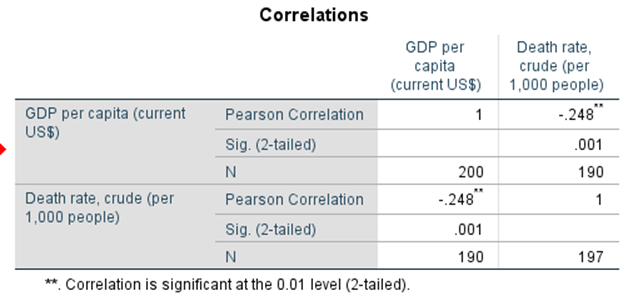 Correlations
GDP per
capita
(current US$)
Death rate,
crude (per
1,000 people)
GDP per capita (current
US$)
Pearson Correlation
1
-.248**
Sig. (2-tailed)
.001
N
200
190
Death rate, crude (per
1,000 people)
Pearson Correlation
-.248**
1
Sig. (2-tailed)
.001
N
190
197
**. Correlation is significant at the 0.01 level (2-tailed).